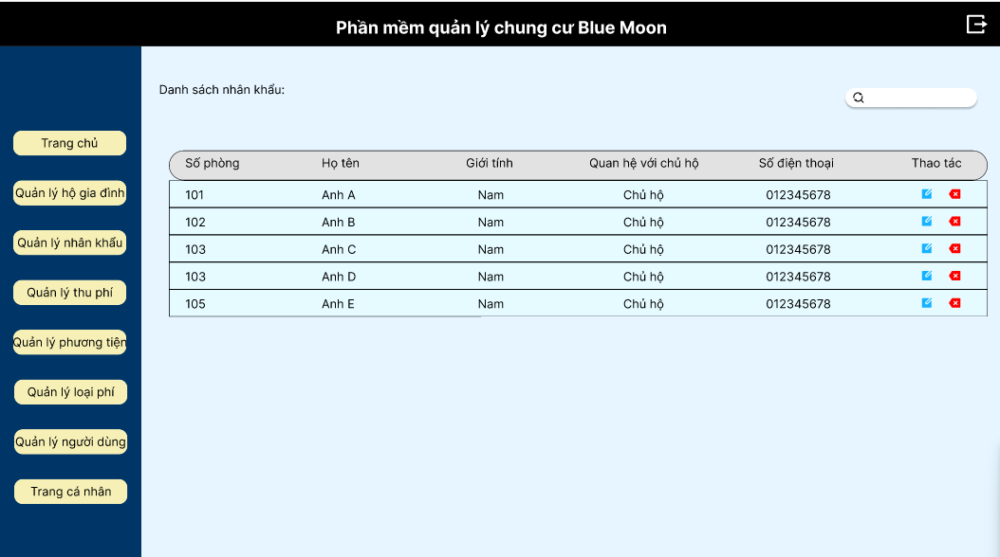 Phần mềm quản lý chung cư Blue Moon
Danh sách nhân khẩu:
Trang chủ
Quản lý hộ gia đình
Quản lý nhân khẩu
Quản lý thu phí
Quản lý phương tiện
Quản lý loại phí
Quản lý người dùng
Trang cá nhân
Số phòng Họ tên Giới tính Quan hệ với chủ hộ Số điện thoại Thao tác
101 Anh A Nam Chủ hộ 012345678
102 Anh B Nam Chủ hộ 012345678
103 Anh C Nam Chủ hộ 012345678
103 Anh D Nam Chủ hộ 012345678
105 Anh E Nam Chủ hộ 012345678